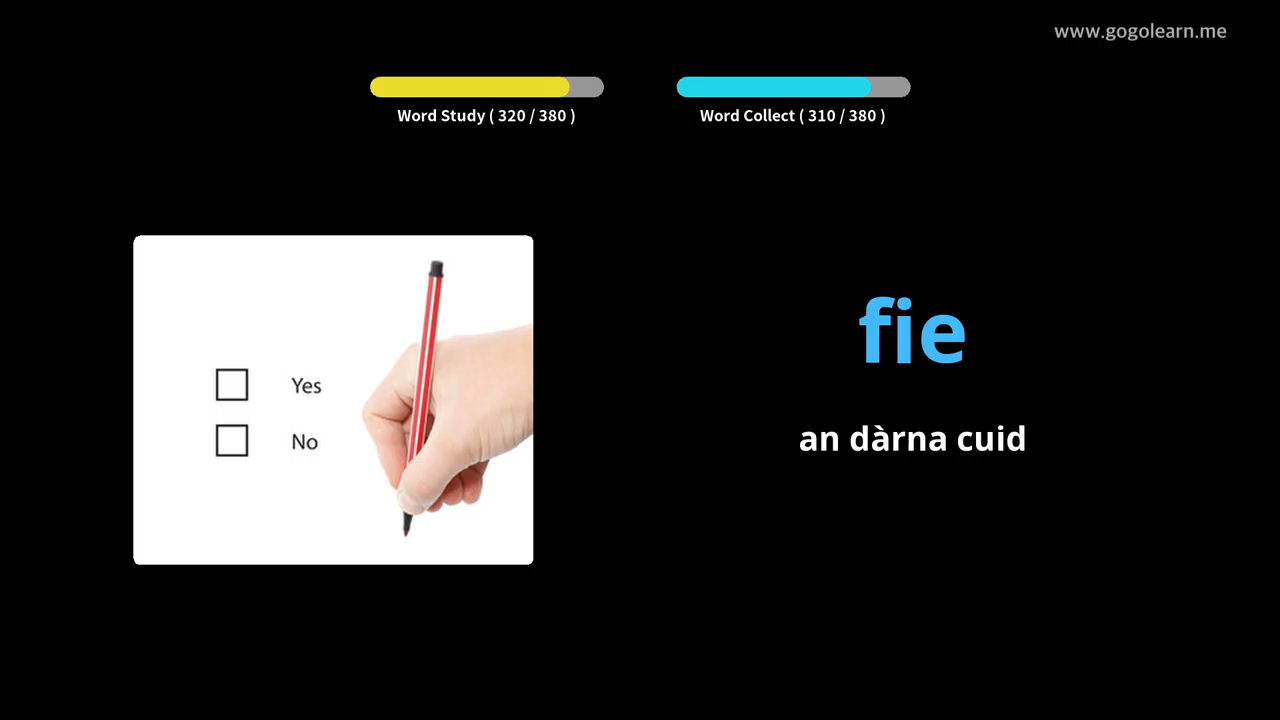 www.gogolearn.me
Word Study ( 320 / 380 )
Word Collect ( 310 / 380 )
Yes
No
fie
an dàrna cuid